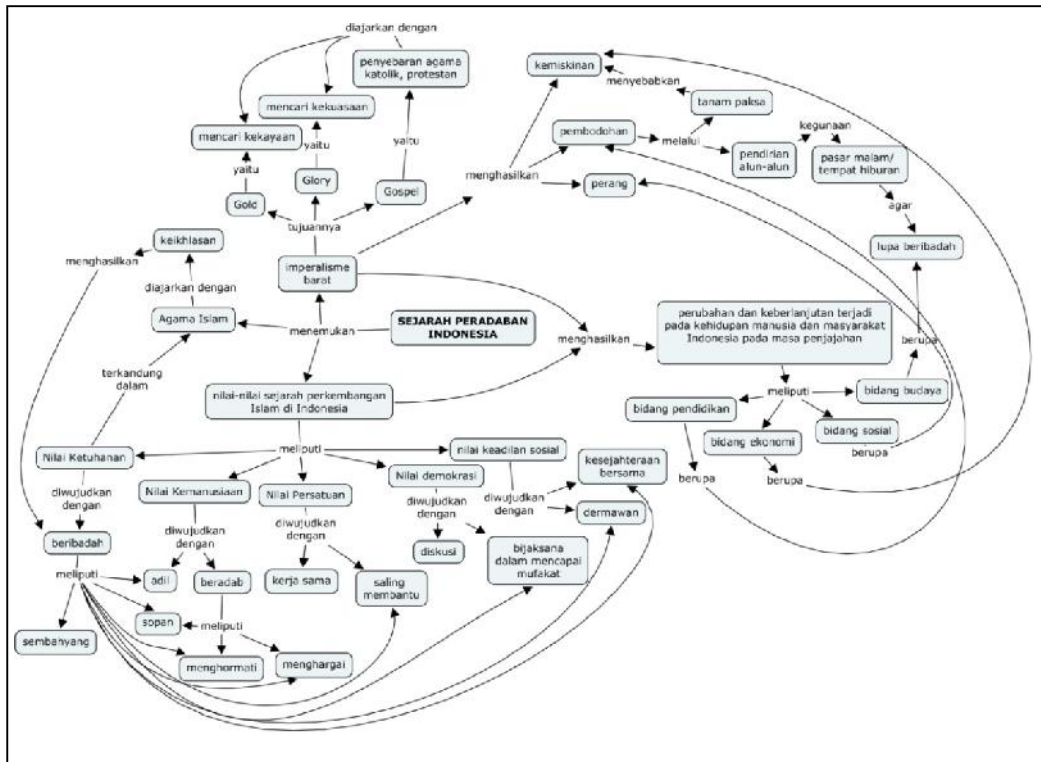 diajarkan dengan
penyebaran agama
katolik, protestan
kemiskinan
menyebabkan
mencari kekuasaan
tanam paksa
mencari kekayaan
yaitu
yaitu
yaitu
pembodohan
melalui
kegunaan
pendirian
alun-alun
pasar malam/
tempat hiburan
menghasilkan
perang
Glory
Gospel
Gold
agar
tujuannya
keikhlasan
lupa beribadah
menghasilkan
imperalisme
barat
diajarkan dengan
Agama Islam
menemukan
SEJARAH PERADABAN
INDONESIA
menghasilkan
perubahan dan keberlanjutan terjadi
pada kehidupan manusia dan masyarakat
Indonesia pada masa penjajahan
berupa
terkandung
dalam
nilai-nilai sejarah perkembangan
Islam di Indonesia
meliputi
bidang budaya
bidang pendidikan
bidang sosial
bidang ekonomi
berupa
berupa
berupa
meliputi
nilai keadilan sosial
Nilai Ketuhanan
Nilai demokrasi
kesejahteraan
bersama
Nilai Kemanusiaan
Nilai Persatuan
diwujudkan
dengan
diwujudkan
dengan
diwujudkan
dengan
dermawan
diwujudkan
dengan
diwujudkan
dengan
beribadah
diskusi
bijaksana
dalam mencapai
mufakat
meliputi
adil
beradab
kerja sama
saling
membantu
sopan
meliputi
sembahyang
menghormati
menghargai